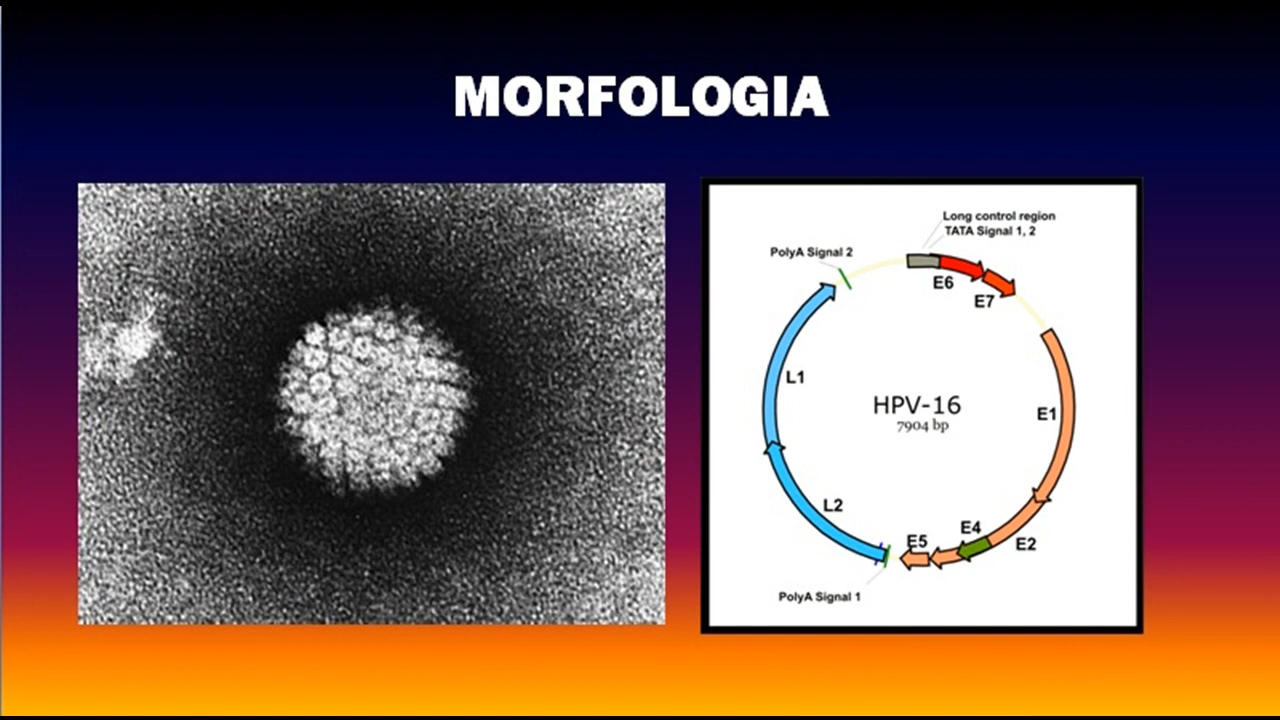 MORFOLOGIA
Long control region
TATA Signal 1, 2
PolyA Signal 2
E6
E7
L1
HPV-16
7904 bp
E1
L2
E4
E5
E2
PolyA Signal 1